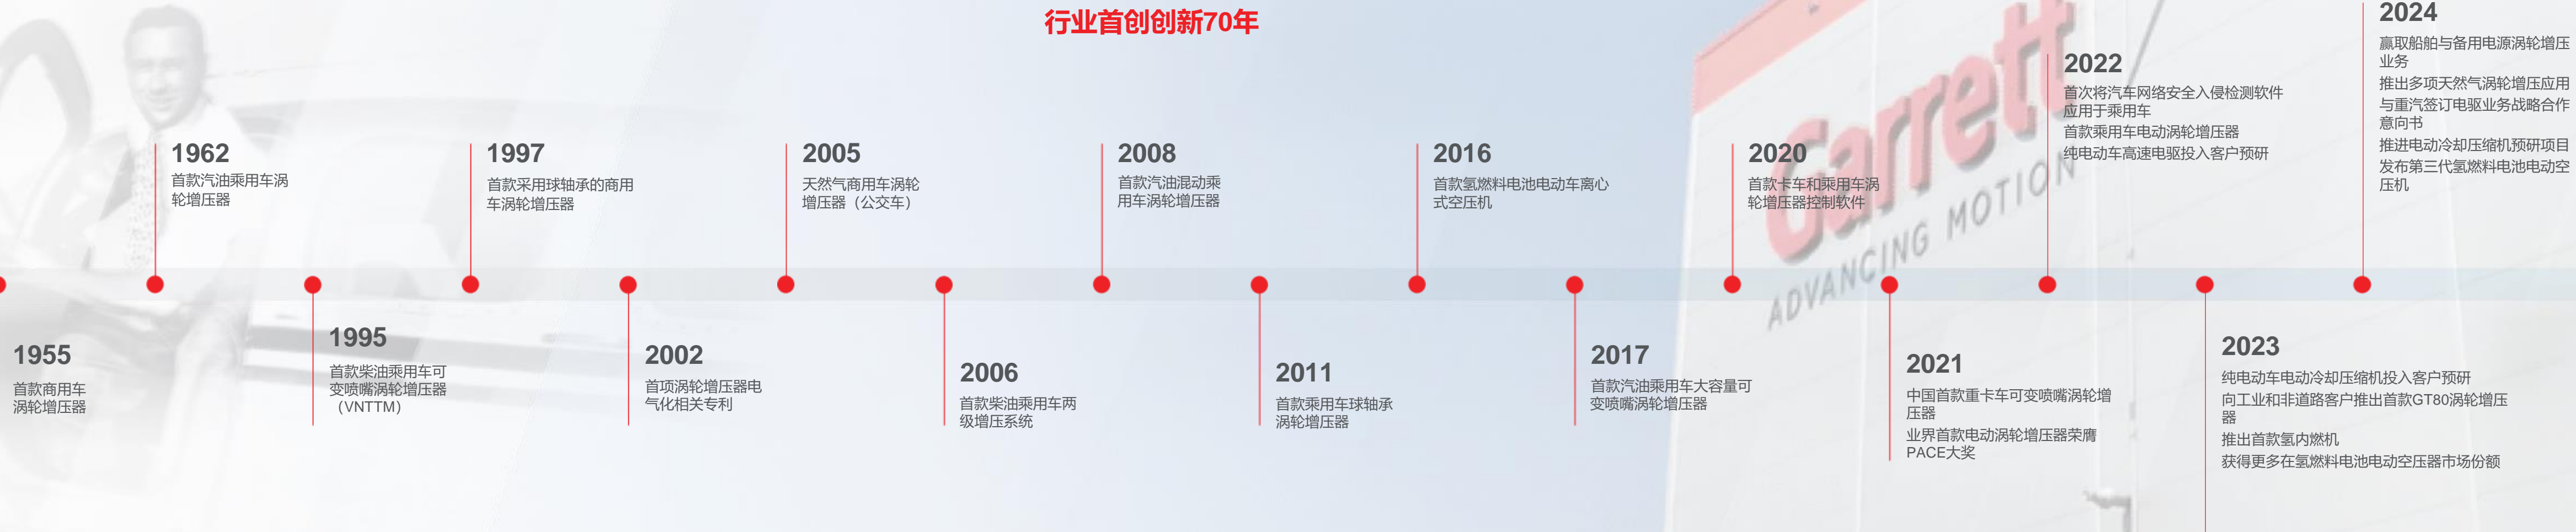 行业首创创新70年
1955
首款商用车
涡轮增压器
1962
首款汽油乘用车涡
轮增压器
1995
首款柴油乘用车可
变喷嘴涡轮增压器
（VNTTM）
1997
首款采用球轴承的商用
车涡轮增压器
2002
首项涡轮增压器电
气化相关专利
2005
天然气商用车涡轮
增压器（公交车）
2006
首款柴油乘用车两
级增压系统
2008
首款汽油混动乘
用车涡轮增压器
2011
首款乘用车球轴承
涡轮增压器
2016
首款氢燃料电池电动车离心
式空压机
2017
首款汽油乘用车大容量可
变喷嘴涡轮增压器
2020
首款卡车和乘用车涡
轮增压器控制软件
2021
中国首款重卡车可变喷嘴涡轮增
压器
业界首款电动涡轮增压器荣膺
PACE大奖
2022
首次将汽车网络安全入侵检测软件
应用于乘用车
首款乘用车电动涡轮增压器
纯电动车高速电驱投入客户预研
2023
纯电动车电动冷却压缩机投入客户预研
向工业和非道路客户推出首款GT80涡轮增压
器
推出首款氢内燃机
获得更多在氢燃料电池电动空压器市场份额
2024
赢取船舶与备用电源涡轮增压
业务
推出多项天然气涡轮增压应用
与重汽签订电驱业务战略合作
意向书
推进电动冷却压缩机预研项目
发布第三代氢燃料电池电动空
压机
Garrett
ADVANCING MOTION